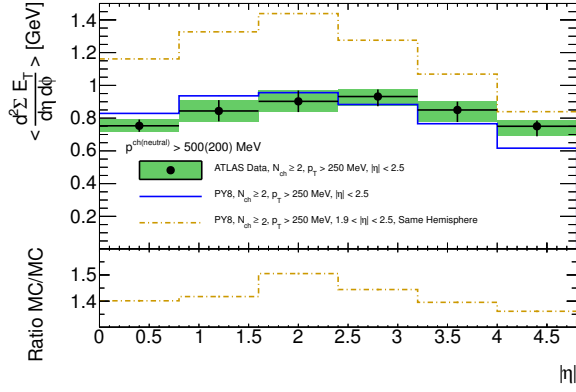 < d²Σ E_T / dη dφ > [GeV]
1.4
1.2
1
0.8
0.6
0.4
0.2
p^ch(neutral) > 500(200) MeV
ATLAS Data, N_ch ≥ 2, p_T > 250 MeV, |η| < 2.5
PY8, N_ch ≥ 2, p_T > 250 MeV, |η| < 2.5
PY8, N_ch ≥ 2, p_T > 250 MeV, 1.9 < |η| < 2.5, Same Hemisphere
Ratio MC/MC
1.5
1.4
0 0.5 1 1.5 2 2.5 3 3.5 4 4.5
|η|